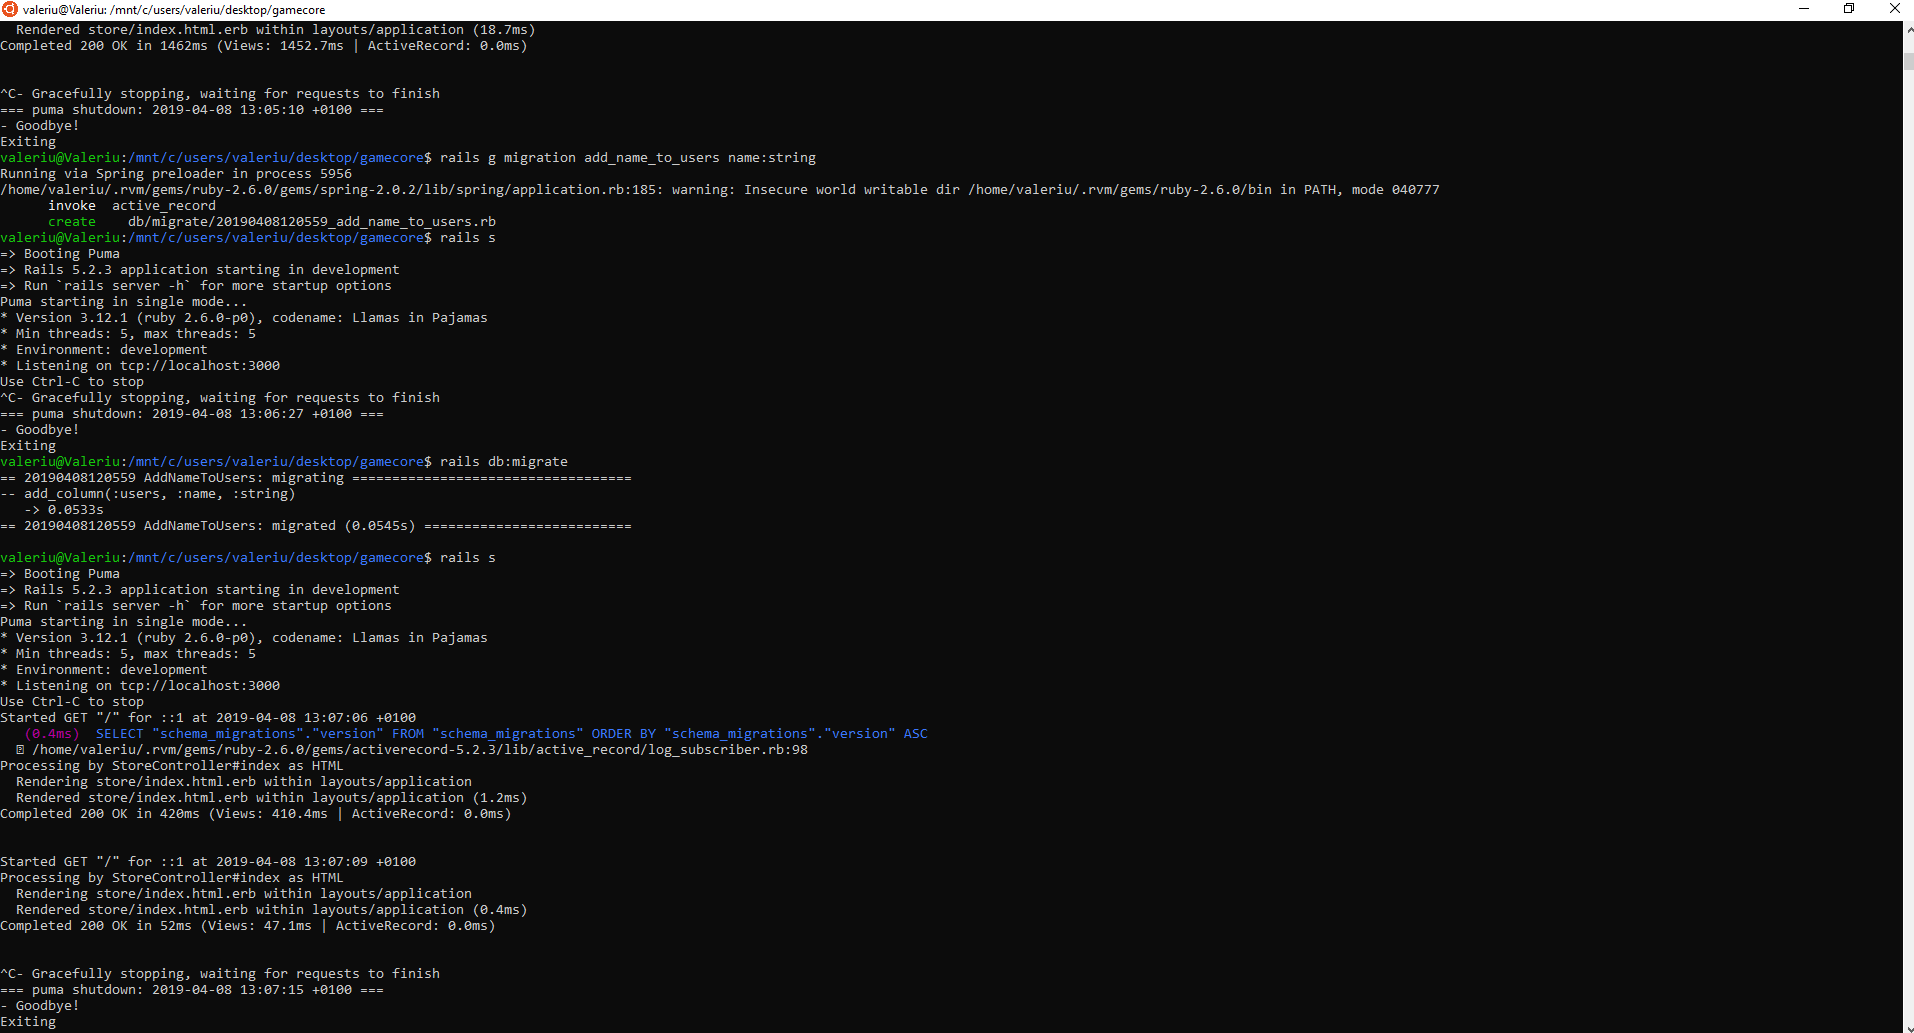 valeriu@Valeriu: /mnt/c/users/valeriu/desktop/gamecore
  Rendered store/index.html.erb within layouts/application (18.7ms)
Completed 200 OK in 1462ms (Views: 1452.7ms | ActiveRecord: 0.0ms)
^C- Gracefully stopping, waiting for requests to finish
=== puma shutdown: 2019-04-08 13:05:10 +0100 ===
- Goodbye!
Exiting
valeriu@Valeriu:/mnt/c/users/valeriu/desktop/gamecore$ rails g migration add_name_to_users name:string
Running via Spring preloader in process 5956
/home/valeriu/.rvm/gems/ruby-2.6.0/gems/spring-2.0.2/lib/spring/application.rb:185: warning: Insecure world writable dir /home/valeriu/.rvm/gems/ruby-2.6.0/bin in PATH, mode 040777
      invoke  active_record
      create    db/migrate/20190408120559_add_name_to_users.rb
valeriu@Valeriu:/mnt/c/users/valeriu/desktop/gamecore$ rails s
=> Booting Puma
=> Rails 5.2.3 application starting in development
=> Run `rails server -h` for more startup options
Puma starting in single mode...
* Version 3.12.1 (ruby 2.6.0-p0), codename: Llamas in Pajamas
* Min threads: 5, max threads: 5
* Environment: development
* Listening on tcp://localhost:3000
Use Ctrl-C to stop
^C- Gracefully stopping, waiting for requests to finish
=== puma shutdown: 2019-04-08 13:06:27 +0100 ===
- Goodbye!
Exiting
valeriu@Valeriu:/mnt/c/users/valeriu/desktop/gamecore$ rails db:migrate
== 20190408120559 AddNameToUsers: migrating ===================================
-- add_column(:users, :name, :string)
   -> 0.0533s
== 20190408120559 AddNameToUsers: migrated (0.0545s) ==========================
valeriu@Valeriu:/mnt/c/users/valeriu/desktop/gamecore$ rails s
=> Booting Puma
=> Rails 5.2.3 application starting in development
=> Run `rails server -h` for more startup options
Puma starting in single mode...
* Version 3.12.1 (ruby 2.6.0-p0), codename: Llamas in Pajamas
* Min threads: 5, max threads: 5
* Environment: development
* Listening on tcp://localhost:3000
Use Ctrl-C to stop
Started GET "/" for ::1 at 2019-04-08 13:07:06 +0100
   (0.4ms)  SELECT "schema_migrations"."version" FROM "schema_migrations" ORDER BY "schema_migrations"."version" ASC
  /home/valeriu/.rvm/gems/ruby-2.6.0/gems/activerecord-5.2.3/lib/active_record/log_subscriber.rb:98
Processing by StoreController#index as HTML
  Rendering store/index.html.erb within layouts/application
  Rendered store/index.html.erb within layouts/application (1.2ms)
Completed 200 OK in 420ms (Views: 410.4ms | ActiveRecord: 0.0ms)
Started GET "/" for ::1 at 2019-04-08 13:07:09 +0100
Processing by StoreController#index as HTML
  Rendering store/index.html.erb within layouts/application
  Rendered store/index.html.erb within layouts/application (0.4ms)
Completed 200 OK in 52ms (Views: 47.1ms | ActiveRecord: 0.0ms)
^C- Gracefully stopping, waiting for requests to finish
=== puma shutdown: 2019-04-08 13:07:15 +0100 ===
- Goodbye!
Exiting